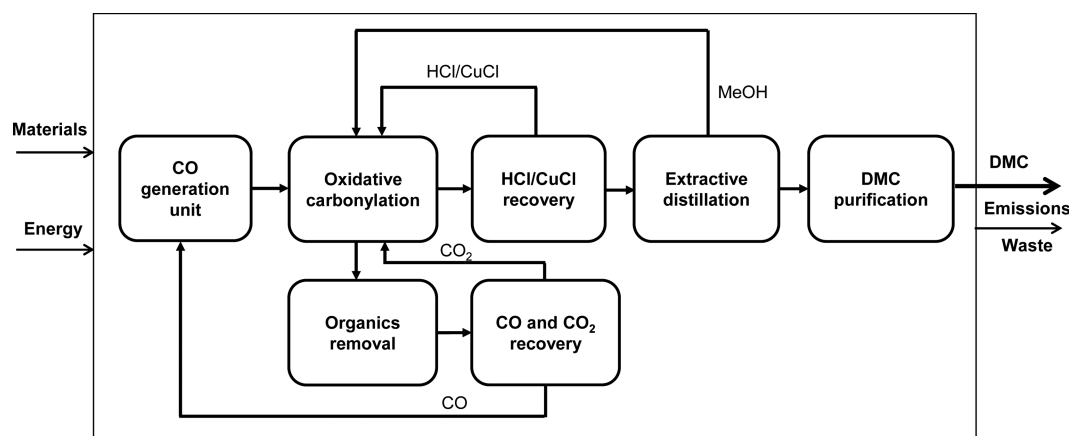 HCl/CuCl
MeOH
Materials
CO
generation
unit
Oxidative
carbonylation
HCl/CuCl
recovery
Extractive
distillation
DMC
purification
DMC
Emissions
Waste
Energy
CO₂
Organics
removal
CO and CO₂
recovery
CO